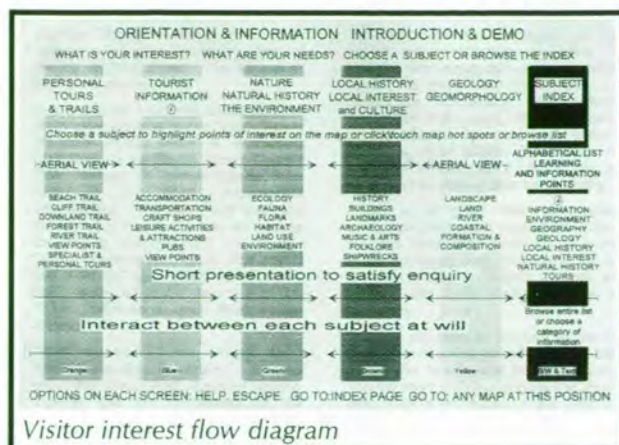 ORIENTATION & INFORMATION INTRODUCTION & DEMO
WHAT IS YOUR INTEREST? WHAT ARE YOUR NEEDS? CHOOSE A SUBJECT OR BROWSE THE INDEX
PERSONAL
TOURS
& TRAILS
TOURIST
INFORMATION
i
NATURE
NATURAL HISTORY
THE ENVIRONMENT
LOCAL HISTORY
LOCAL INTEREST
and CULTURE
GEOLOGY
GEOMORPHOLOGY
SUBJECT
INDEX
Choose a subject to highlight points of interest on the map or click\touch map hot spots or browse list
AERIAL VIEW
AERIAL VIEW
ALPHABETICAL LIST
LEARNING
AND INFORMATION
POINTS
BEACH TRAIL
CLIFF TRAIL
DOWNLAND TRAIL
FOREST TRAIL
RIVER TRAIL
VIEW POINTS
SPECIALIST &
PERSONAL TOURS
ACCOMMODATION
TRANSPORTATION
CRAFT SHOPS
LEISURE ACTIVITIES
& ATTRACTIONS
PUBS
VIEW POINTS
ECOLOGY
FAUNA
FLORA
HABITAT
LAND USE
ENVIRONMENT
HISTORY
BUILDINGS
LANDMARKS
ARCHAEOLOGY
MUSIC & ARTS
FOLKLORE
SHIPWRECKS
LANDSCAPE
LAND
RIVER
COASTAL
FORMATION &
COMPOSITION
i
INFORMATION
ENVIRONMENT
GEOGRAPHY
GEOLOGY
LOCAL HISTORY
LOCAL INTEREST
NATURAL HISTORY
TOURS
Short presentation to satisfy enquiry
Interact between each subject at will
Browse entire list
or choose a
category of
information
Orange
Blue
Green
Brown
Yellow
BW & Text
OPTIONS ON EACH SCREEN: HELP. ESCAPE. GO TO:INDEX PAGE GO TO: ANY MAP AT THIS POSITION
Visitor interest flow diagram